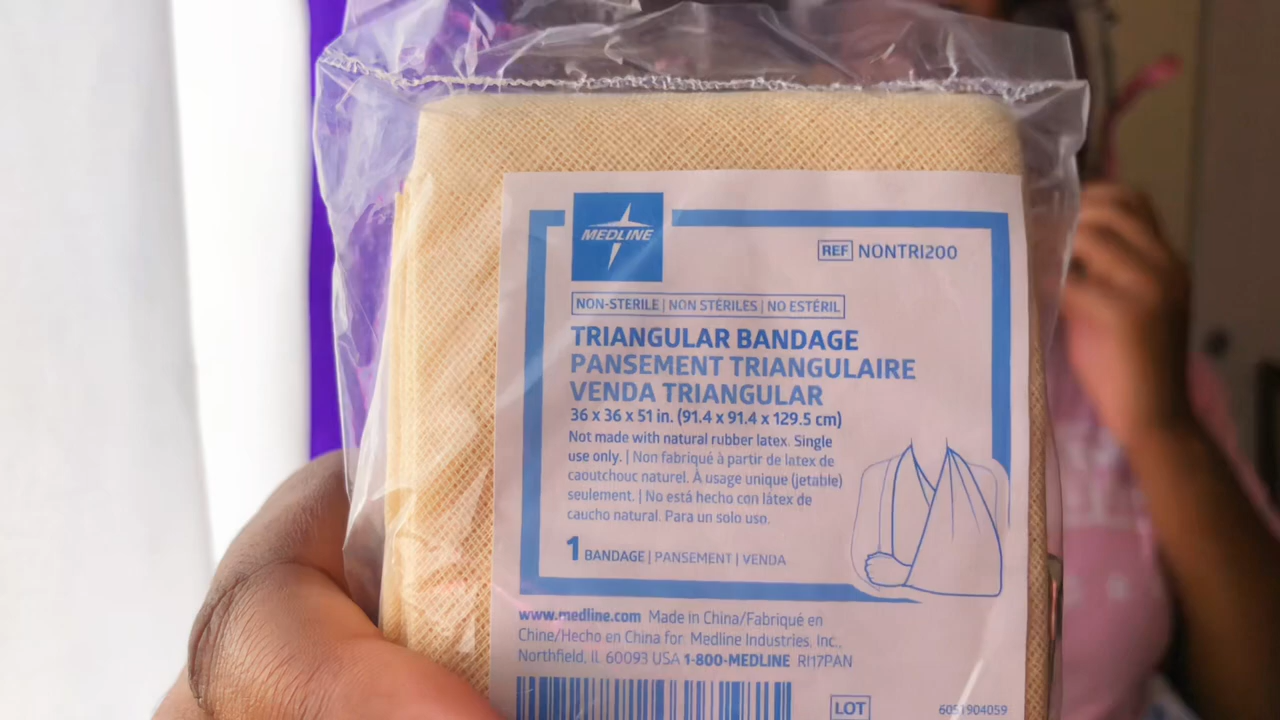 MEDLINE
REF NONTRI200
NON-STERILE | NON STÉRILES | NO ESTÉRIL
TRIANGULAR BANDAGE
PANSEMENT TRIANGULAIRE
VENDA TRIANGULAR
36 x 36 x 51 in. (91.4 x 91.4 x 129.5 cm)
Not made with natural rubber latex. Single
use only. | Non fabriqué à partir de latex de
caoutchouc naturel. À usage unique (jetable)
seulement. | No está hecho con látex de
caucho natural. Para un solo uso.
1 BANDAGE | PANSEMENT | VENDA
www.medline.com Made in China/Fabriqué en
Chine/Hecho en China for Medline Industries, Inc.,
Northfield, IL 60093 USA 1-800-MEDLINE RI17PAN
LOT 6051904059